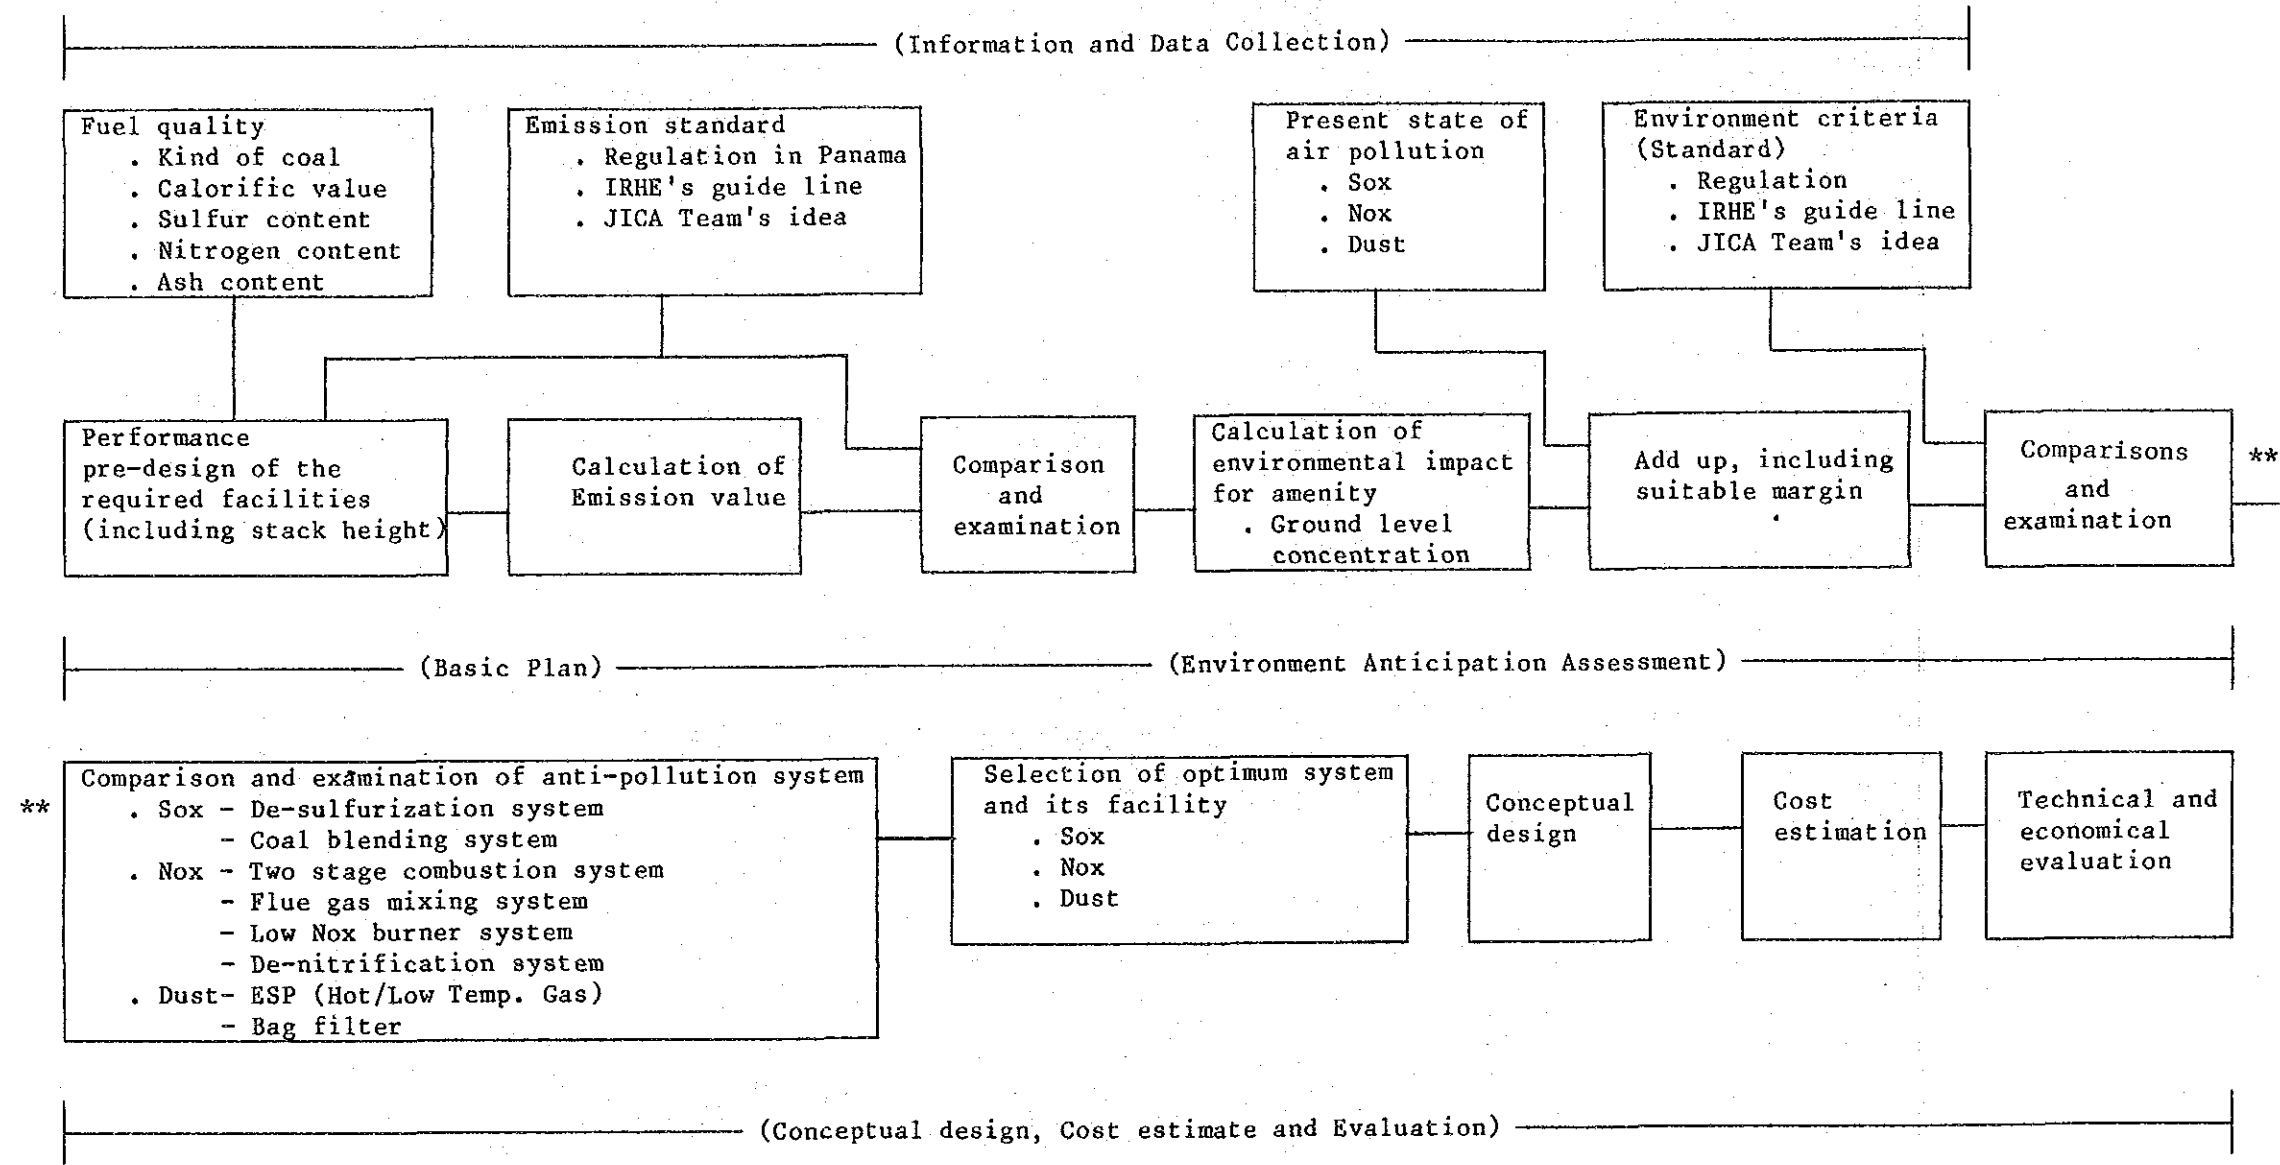 (Information and Data Collection)
Fuel quality
. Kind of coal
. Calorific value
. Sulfur content
. Nitrogen content
. Ash content
Emission standard
. Regulation in Panama
. IRHE's guide line
. JICA Team's idea
Present state of
air pollution
. Sox
. Nox
. Dust
Environment criteria
(Standard)
. Regulation
. IRHE's guide line
. JICA Team's idea
Performance
pre-design of the
required facilities
(including stack height)
Calculation of
Emission value
Comparison
and
examination
Calculation of
environmental impact
for amenity
. Ground level
concentration
Add up, including
suitable margin
Comparisons
and
examination
**
(Basic Plan)
(Environment Anticipation Assessment)
**
Comparison and examination of anti-pollution system
. Sox - De-sulfurization system
- Coal blending system
. Nox - Two stage combustion system
- Flue gas mixing system
- Low Nox burner system
- De-nitrification system
. Dust- ESP (Hot/Low Temp. Gas)
- Bag filter
Selection of optimum system
and its facility
. Sox
. Nox
. Dust
Conceptual
design
Cost
estimation
Technical and
economical
evaluation
(Conceptual design, Cost estimate and Evaluation)